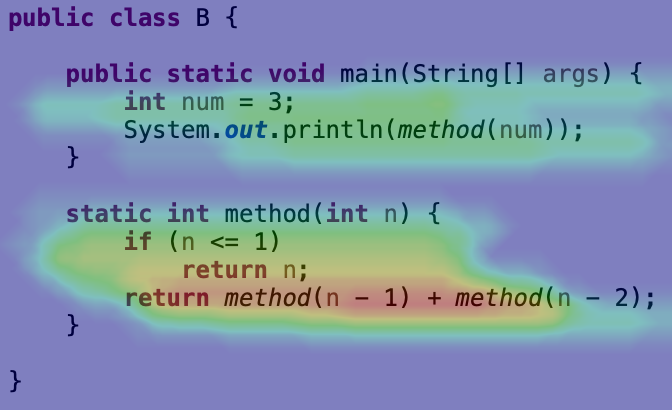 public class B {
public static void main(String[] args) {
int num = 3;
System.out.println(method(num));
}
static int method(int n) {
if (n <= 1)
return n;
return method(n - 1) + method(n - 2);
}
}